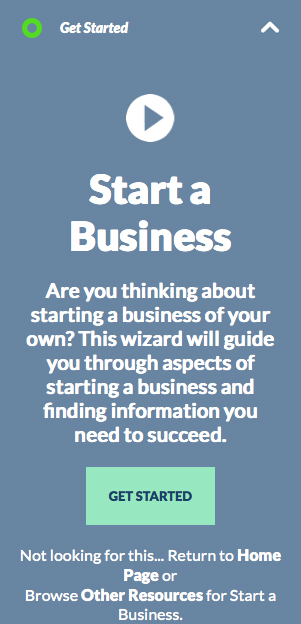 Get Started
Start a
Business
Are you thinking about
starting a business of your
own? This wizard will guide
you through aspects of
starting a business and
finding information you
need to succeed.
GET STARTED
Not looking for this... Return to Home
Page or
Browse Other Resources for Start a
Business.